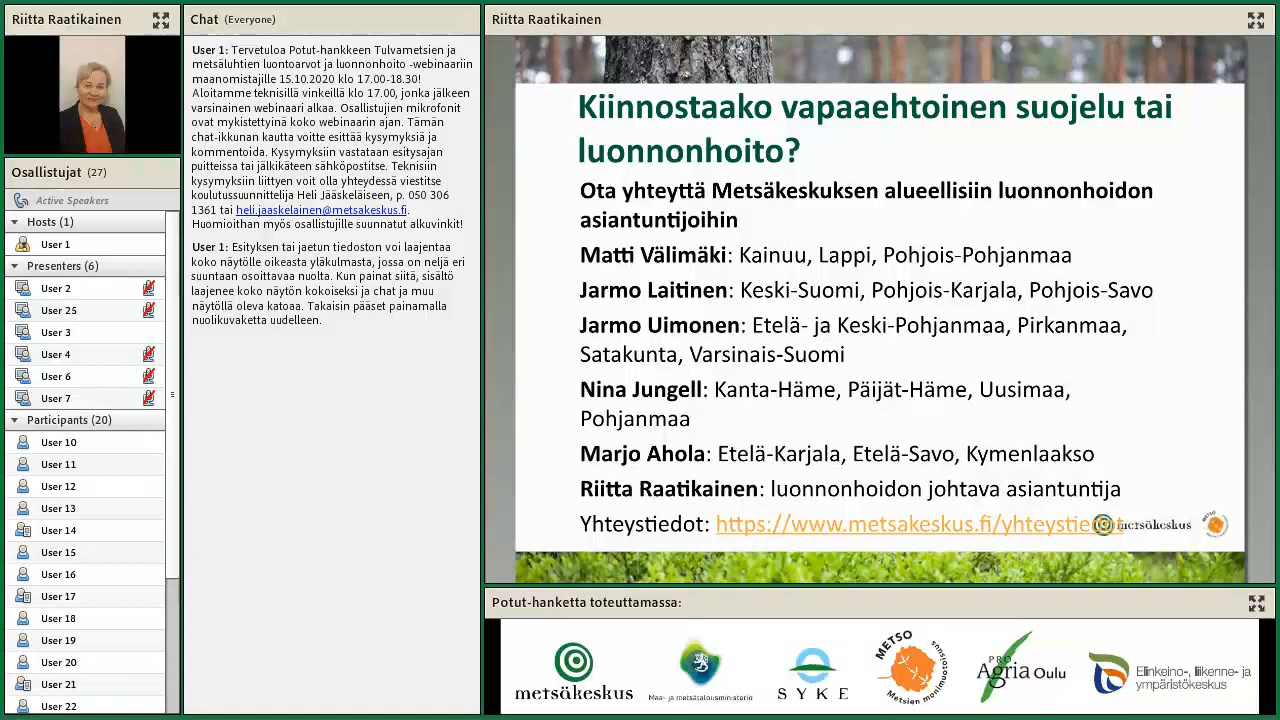 Riitta Raatikainen
Osallistujat (27)
Active Speakers
Hosts (1)
User 1
Presenters (6)
User 2
User 25
User 3
User 4
User 6
User 7
Participants (20)
User 10
User 11
User 12
User 13
User 14
User 15
User 16
User 17
User 18
User 19
User 20
User 21
User 22
Chat (Everyone)
User 1: Tervetuloa Potut-hankkeen Tulvametsien ja
metsäluhtien luontoarvot ja luonnonhoito -webinaariin
maanomistajille 15.10.2020 klo 17.00-18.30!
Aloitamme teknisillä vinkeillä klo 17.00, jonka jälkeen
varsinainen webinaari alkaa. Osallistujien mikrofonit
ovat mykistettyinä koko webinaarin ajan. Tämän
chat-ikkunan kautta voitte esittää kysymyksiä ja
kommentoida. Kysymyksiin vastataan esitysajan
puitteissa tai jälkikäteen sähköpostitse. Teknisiin
kysymyksiin liittyen voit olla yhteydessä viestitse
koulutussuunnittelija Heli Jääskeläiseen, p. 050 306
1361 tai heli.jaaskelainen@metsakeskus.fi.
Huomioithan myös osallistujille suunnatut alkuvinkit!
User 1: Esityksen tai jaetun tiedoston voi laajentaa
koko näytölle oikeasta yläkulmasta, jossa on neljä eri
suuntaan osoittavaa nuolta. Kun painat siitä, sisältö
laajenee koko näytön kokoiseksi ja chat ja muu
näytöllä oleva katoaa. Takaisin pääset painamalla
nuolikuvaketta uudelleen.
Riitta Raatikainen
Kiinnostaako vapaaehtoinen suojelu tai
luonnonhoito?
Ota yhteyttä Metsäkeskuksen alueellisiin luonnonhoidon
asiantuntijoihin
Matti Välimäki: Kainuu, Lappi, Pohjois-Pohjanmaa
Jarmo Laitinen: Keski-Suomi, Pohjois-Karjala, Pohjois-Savo
Jarmo Uimonen: Etelä- ja Keski-Pohjanmaa, Pirkanmaa,
Satakunta, Varsinais-Suomi
Nina Jungell: Kanta-Häme, Päijät-Häme, Uusimaa,
Pohjanmaa
Marjo Ahola: Etelä-Karjala, Etelä-Savo, Kymenlaakso
Riitta Raatikainen: luonnonhoidon johtava asiantuntija
Yhteystiedot: https://www.metsakeskus.fi/yhteystiedot
metsäkeskus
Potut-hanketta toteuttamassa:
metsäkeskus
Maa- ja metsätalousministeriö
SYKE
METSO
Metsien monimuotoisuus
PRO
Agria Oulu
Elinkeino-, liikenne- ja
ympäristökeskus